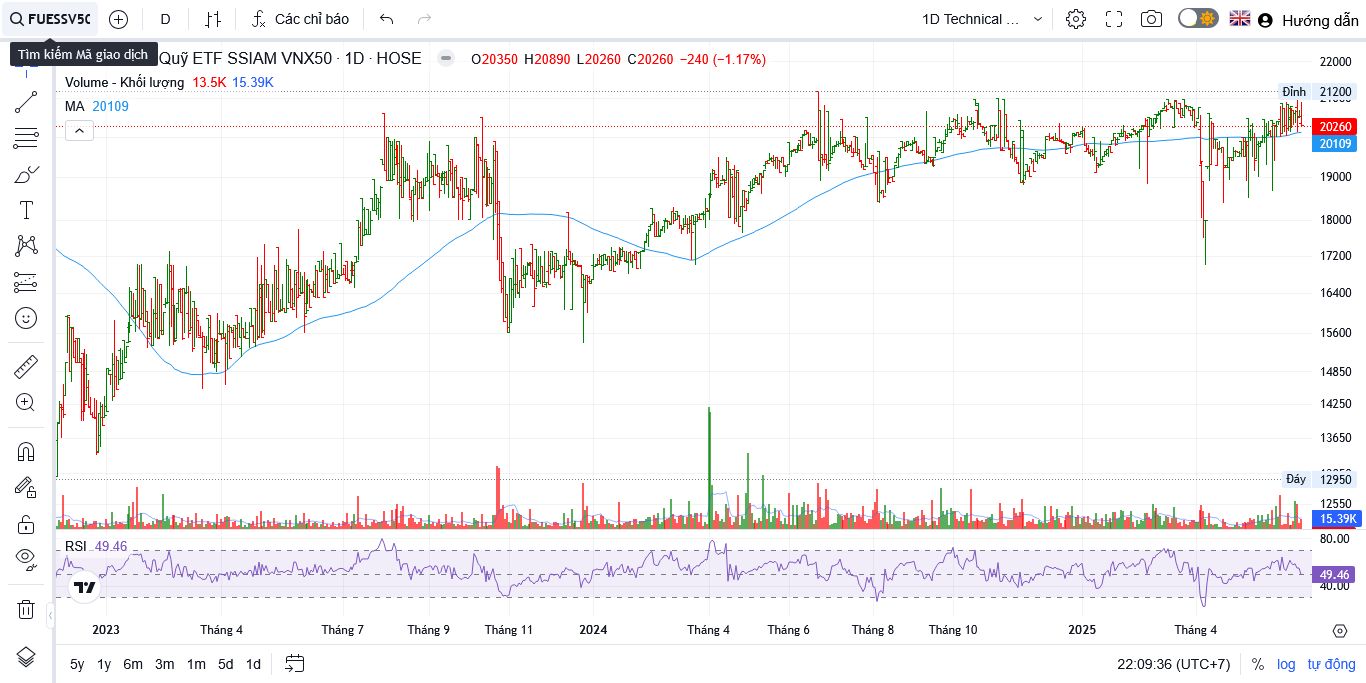 FUESSV50
D
Các chỉ báo
1D Technical ...
Hướng dẫn
Tìm kiếm Mã giao dịch
Quỹ ETF SSIAM VNX50 · 1D · HOSE
O20350 H20890 L20260 C20260 −240 (−1.17%)
Volume - Khối lượng 13.5K 15.39K
MA 20109
22000
Đỉnh 21200
20260
20109
19000
18000
17200
16400
15600
14850
14250
13650
Đáy 12950
12550
15.39K
RSI 49.46
80.00
49.46
40.00
2023
Tháng 4
Tháng 7
Tháng 9
Tháng 11
2024
Tháng 4
Tháng 6
Tháng 8
Tháng 10
2025
Tháng 4
5y 1y 6m 3m 1m 5d 1d
22:09:36 (UTC+7)
% log tự động